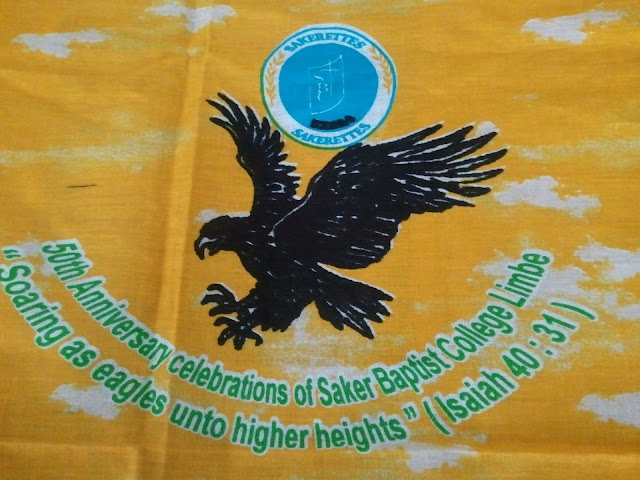 SAKERETTES
SAKERETTES
50th Anniversary celebrations of Saker Baptist College Limbe
"Soaring as eagles unto higher heights" ( Isaiah 40 : 31 )